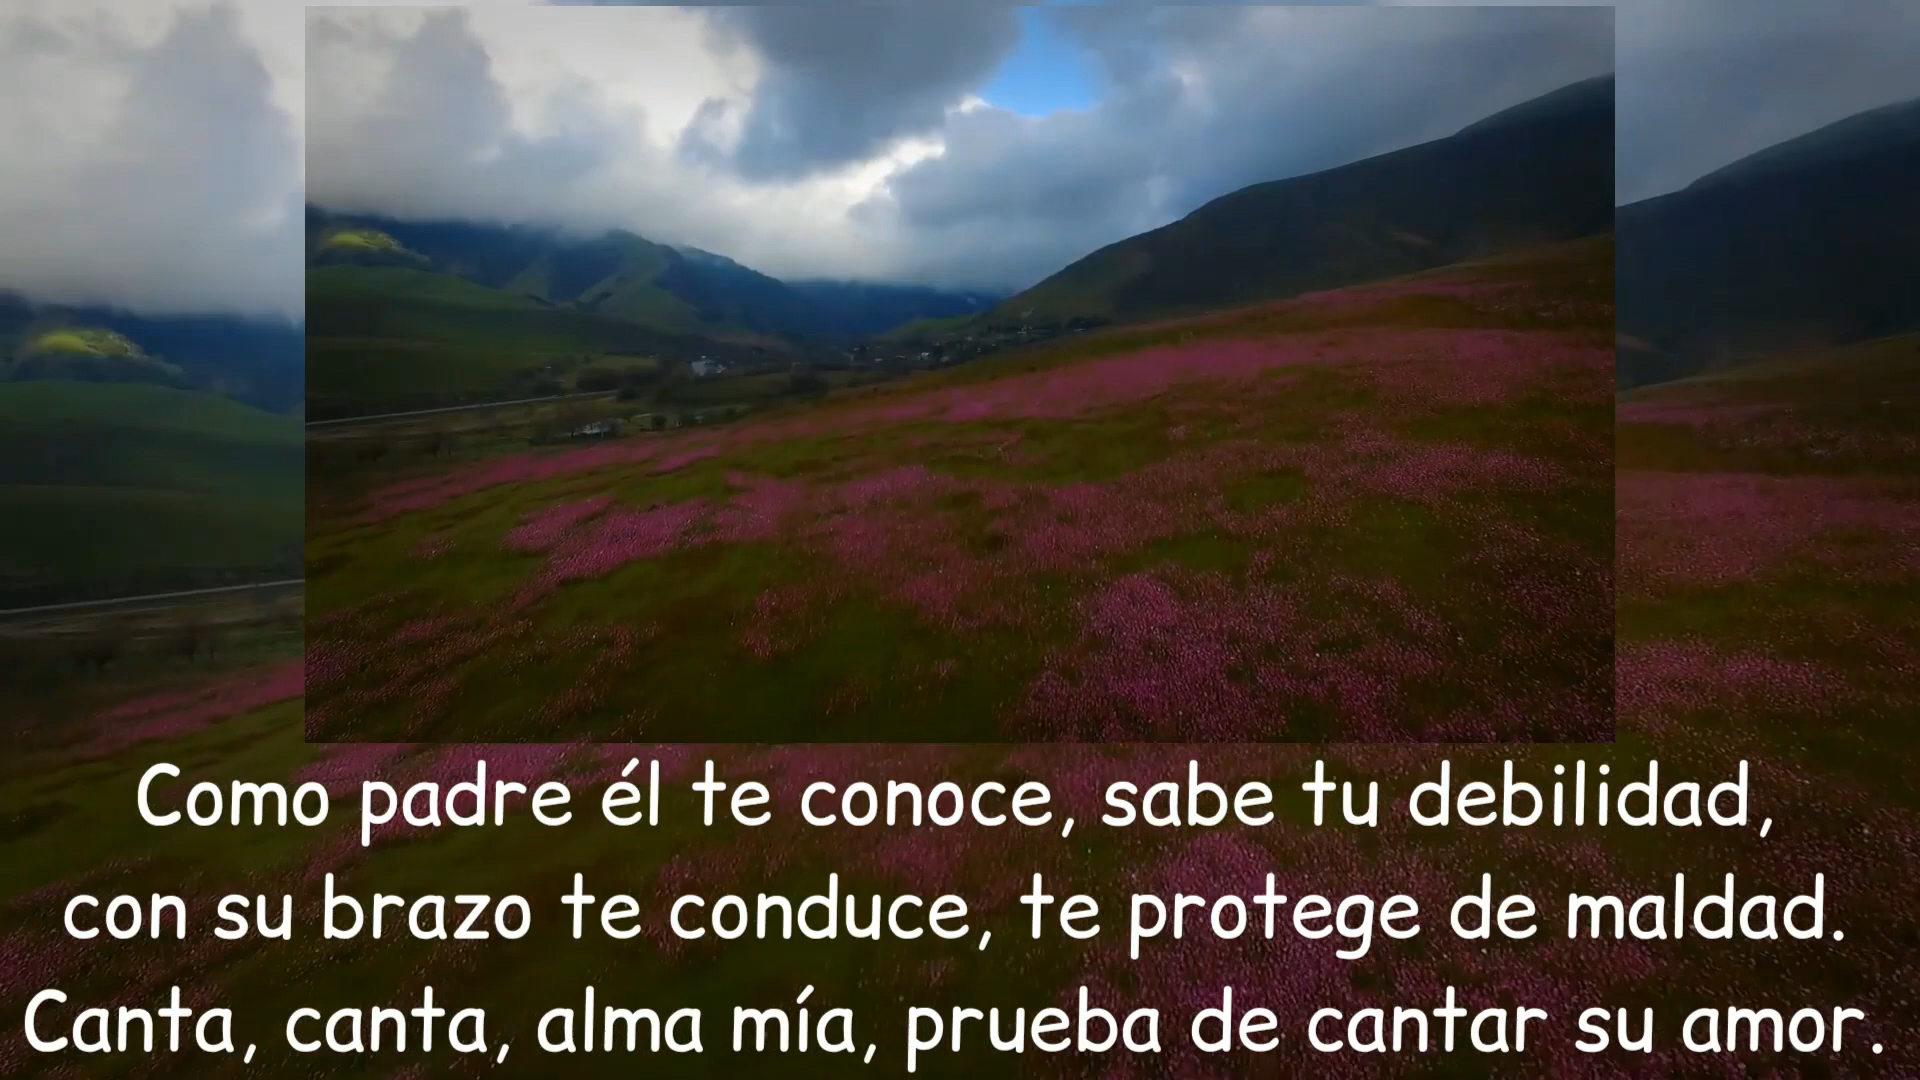 Como padre él te conoce, sabe tu debilidad,
con su brazo te conduce, te protege de maldad.
Canta, canta, alma mía, prueba de cantar su amor.